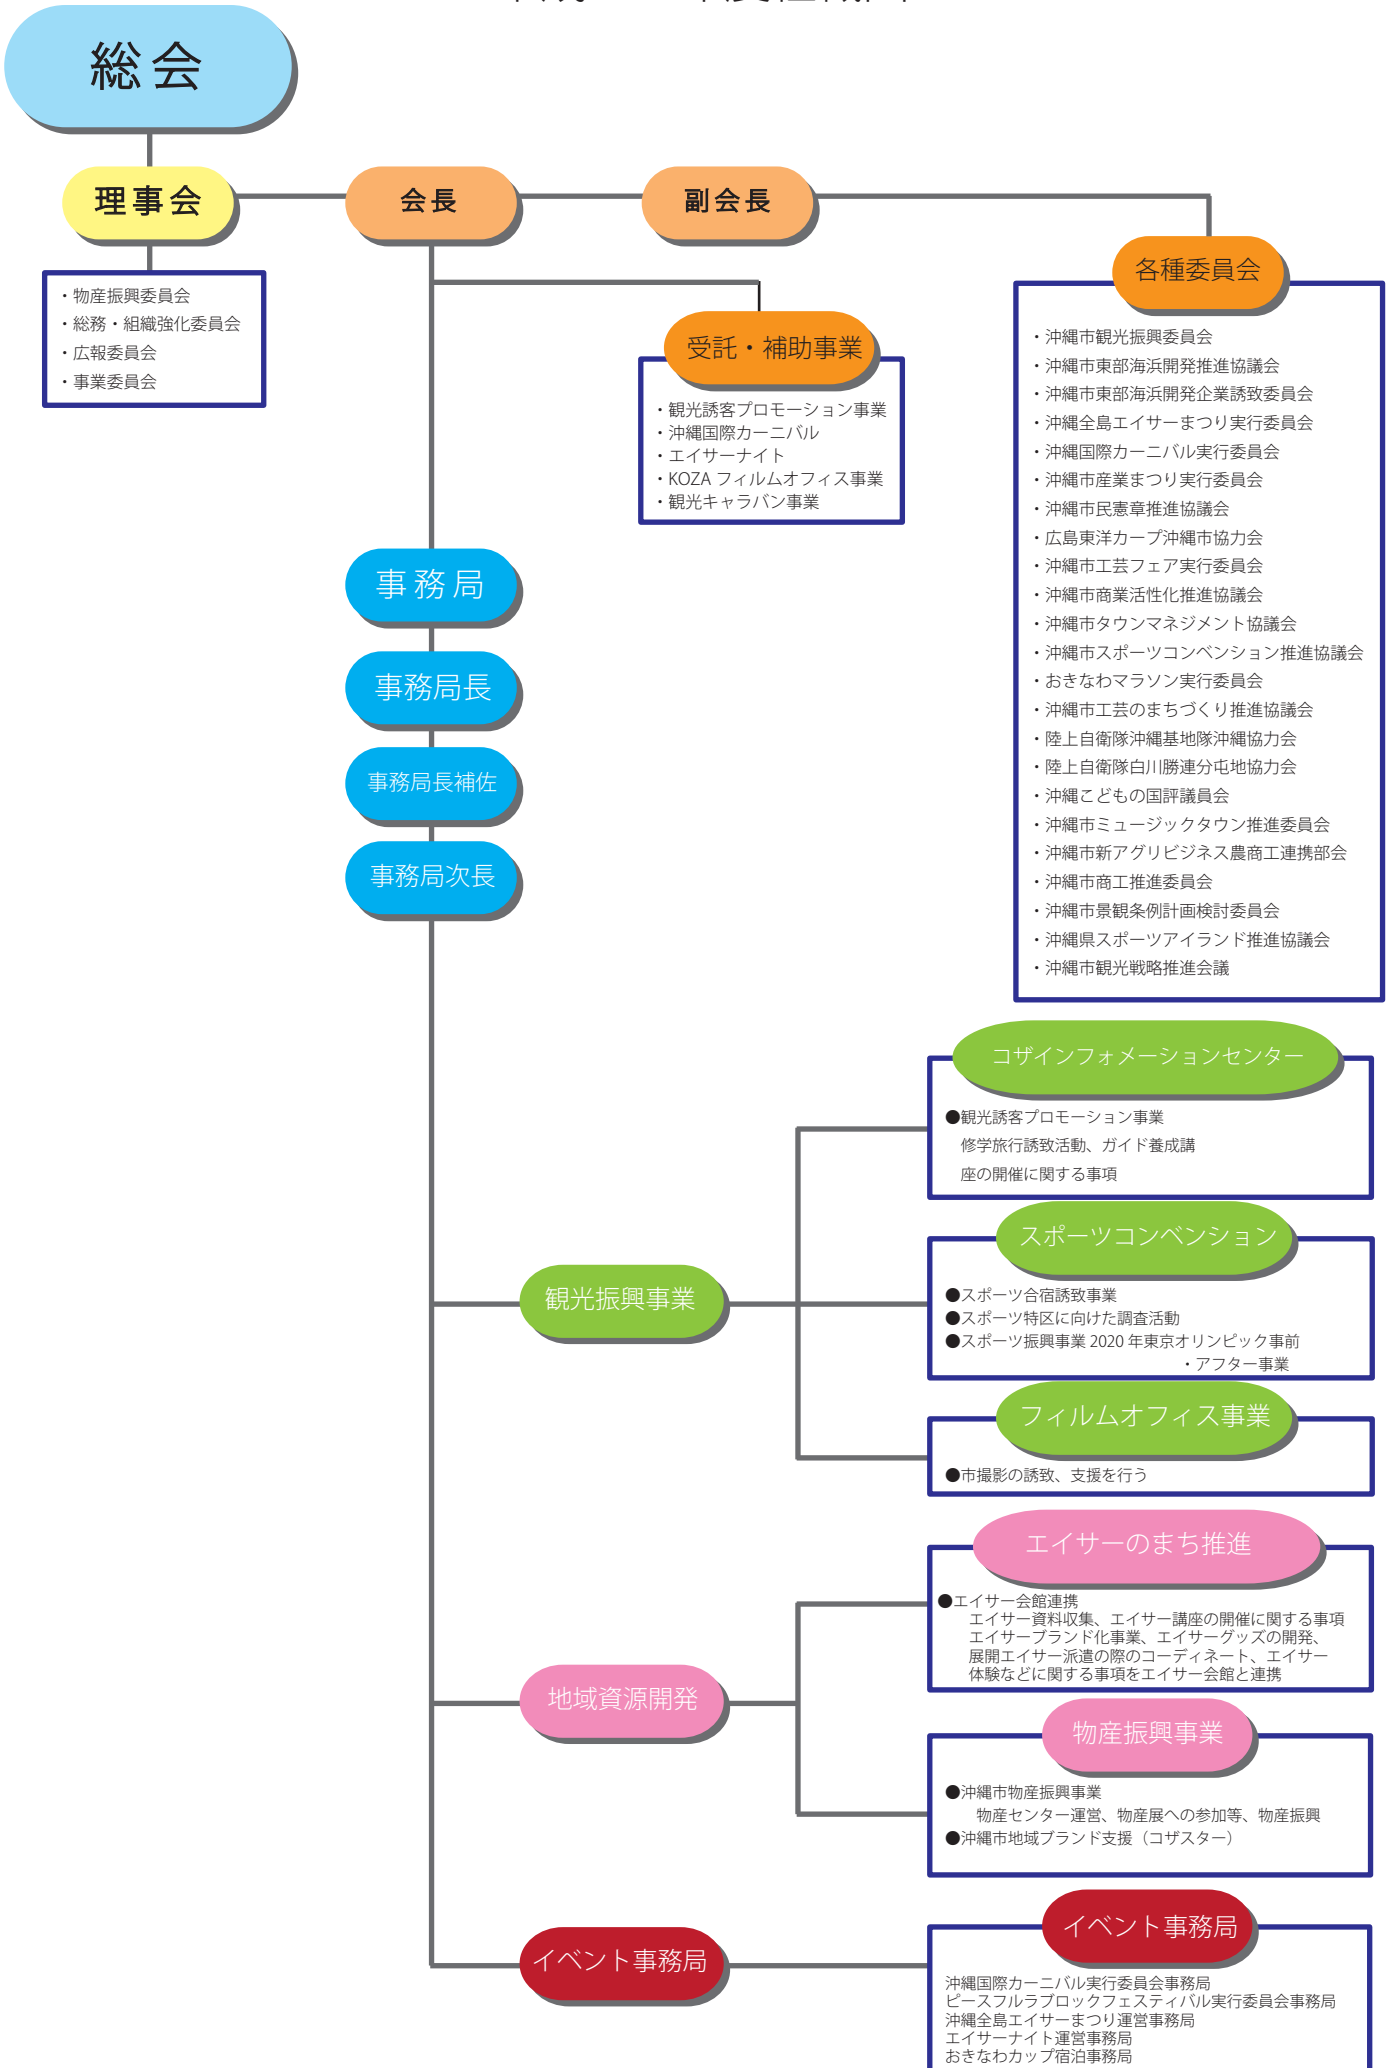 総会
理事会
会長
副会長
・物産振興委員会
・総務・組織強化委員会
・広報委員会
・事業委員会
受託・補助事業
・観光誘客プロモーション事業
・沖縄国際カーニバル
・エイサーナイト
・KOZA フィルムオフィス事業
・観光キャラバン事業
各種委員会
・沖縄市観光振興委員会
・沖縄市東部海浜開発推進協議会
・沖縄市東部海浜開発企業誘致委員会
・沖縄全島エイサーまつり実行委員会
・沖縄国際カーニバル実行委員会
・沖縄市産業まつり実行委員会
・沖縄市民憲章推進協議会
・広島東洋カープ沖縄市協力会
・沖縄市工芸フェア実行委員会
・沖縄市商業活性化推進協議会
・沖縄市タウンマネジメント協議会
・沖縄市スポーツコンベンション推進協議会
・おきなわマラソン実行委員会
・沖縄市工芸のまちづくり推進協議会
・陸上自衛隊沖縄基地隊沖縄協力会
・陸上自衛隊白川勝連分屯地協力会
・沖縄こどもの国評議員会
・沖縄市ミュージックタウン推進委員会
・沖縄市新アグリビジネス農商工連携部会
・沖縄市商工推進委員会
・沖縄市景観条例計画検討委員会
・沖縄県スポーツアイランド推進協議会
・沖縄市観光戦略推進会議
事務局
事務局長
事務局長補佐
事務局次長
観光振興事業
コザインフォメーションセンター
●観光誘客プロモーション事業
修学旅行誘致活動、ガイド養成講
座の開催に関する事項
スポーツコンベンション
●スポーツ合宿誘致事業
●スポーツ特区に向けた調査活動
●スポーツ振興事業 2020 年東京オリンピック事前
・アフター事業
フィルムオフィス事業
●市撮影の誘致、支援を行う
地域資源開発
エイサーのまち推進
●エイサー会館連携
エイサー資料収集、エイサー講座の開催に関する事項
エイサーブランド化事業、エイサーグッズの開発、
展開エイサー派遣の際のコーディネート、エイサー
体験などに関する事項をエイサー会館と連携
物産振興事業
●沖縄市物産振興事業
物産センター運営、物産展への参加等、物産振興
●沖縄市地域ブランド支援（コザスター）
イベント事務局
イベント事務局
沖縄国際カーニバル実行委員会事務局
ピースフルラブロックフェスティバル実行委員会事務局
沖縄全島エイサーまつり運営事務局
エイサーナイト運営事務局
おきなわカップ宿泊事務局